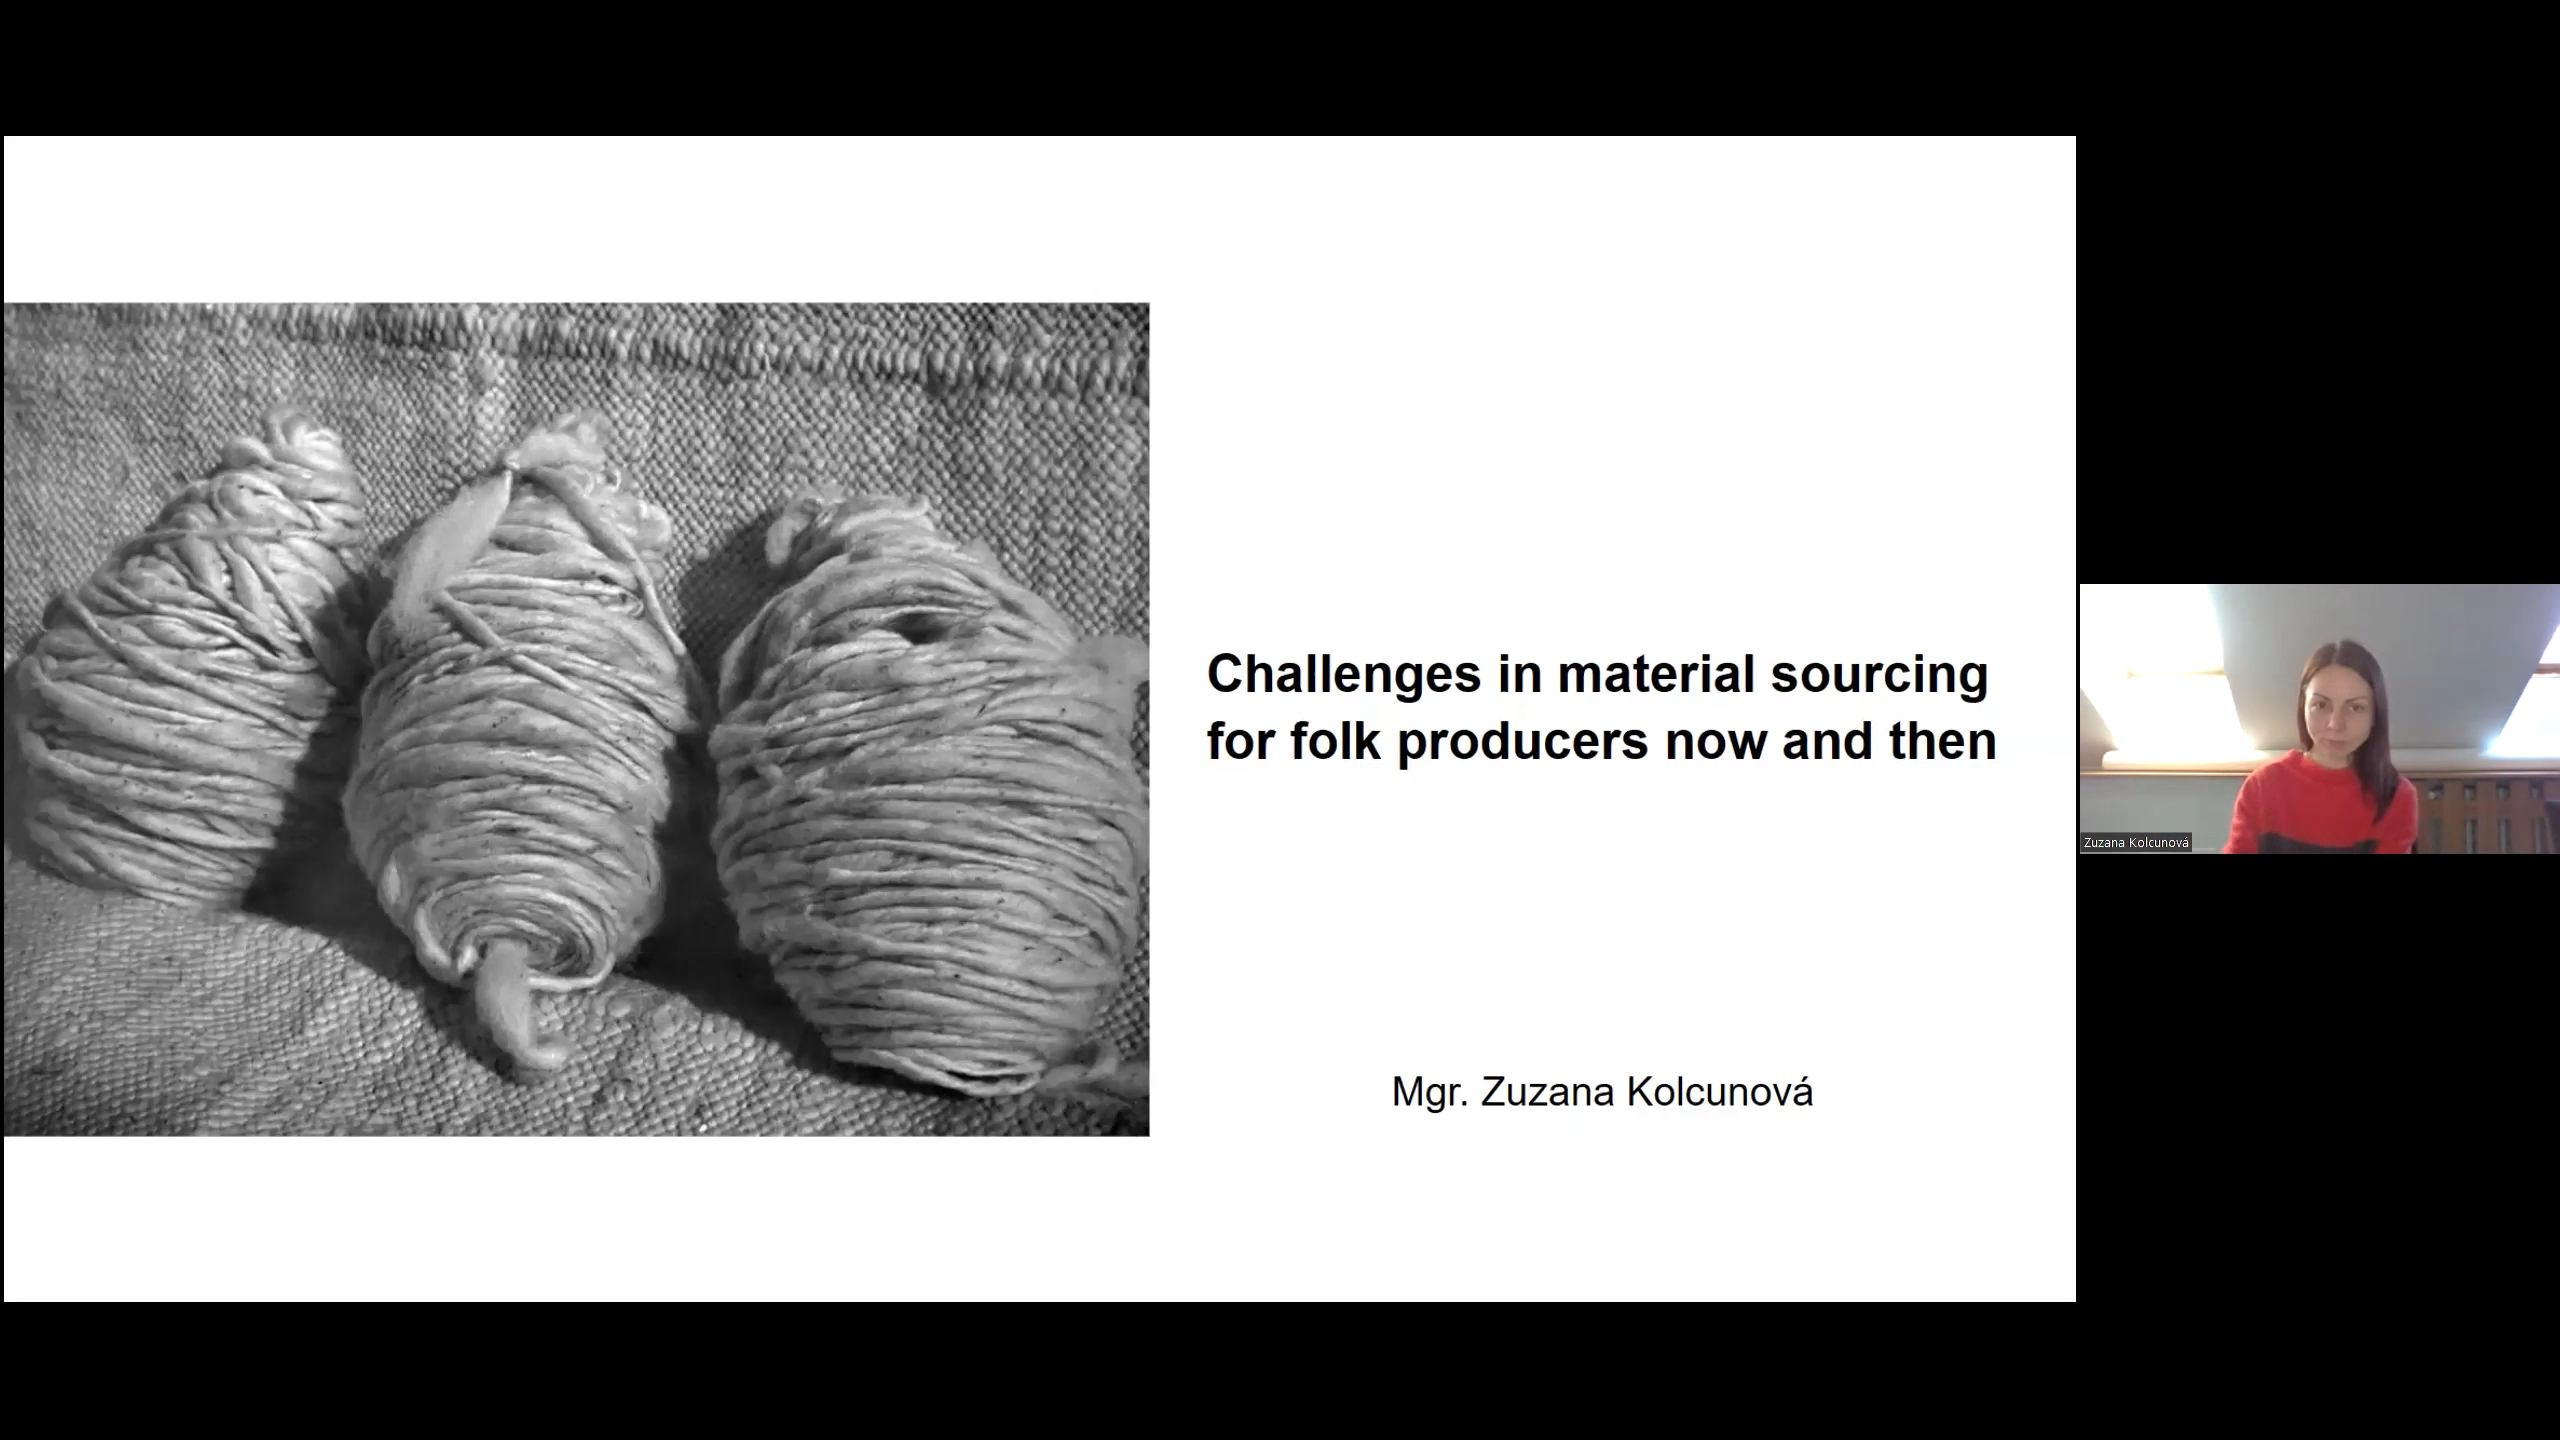 Challenges in material sourcing
for folk producers now and then
Mgr. Zuzana Kolcunová
Zuzana Kolcunová